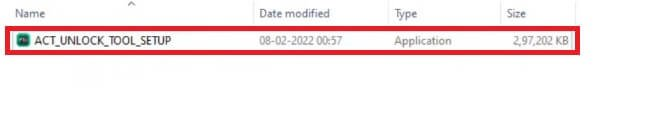 Name Date modified Type Size
ACT_UNLOCK_TOOL_SETUP 08-02-2022 00:57 Application 2,97,202 KB